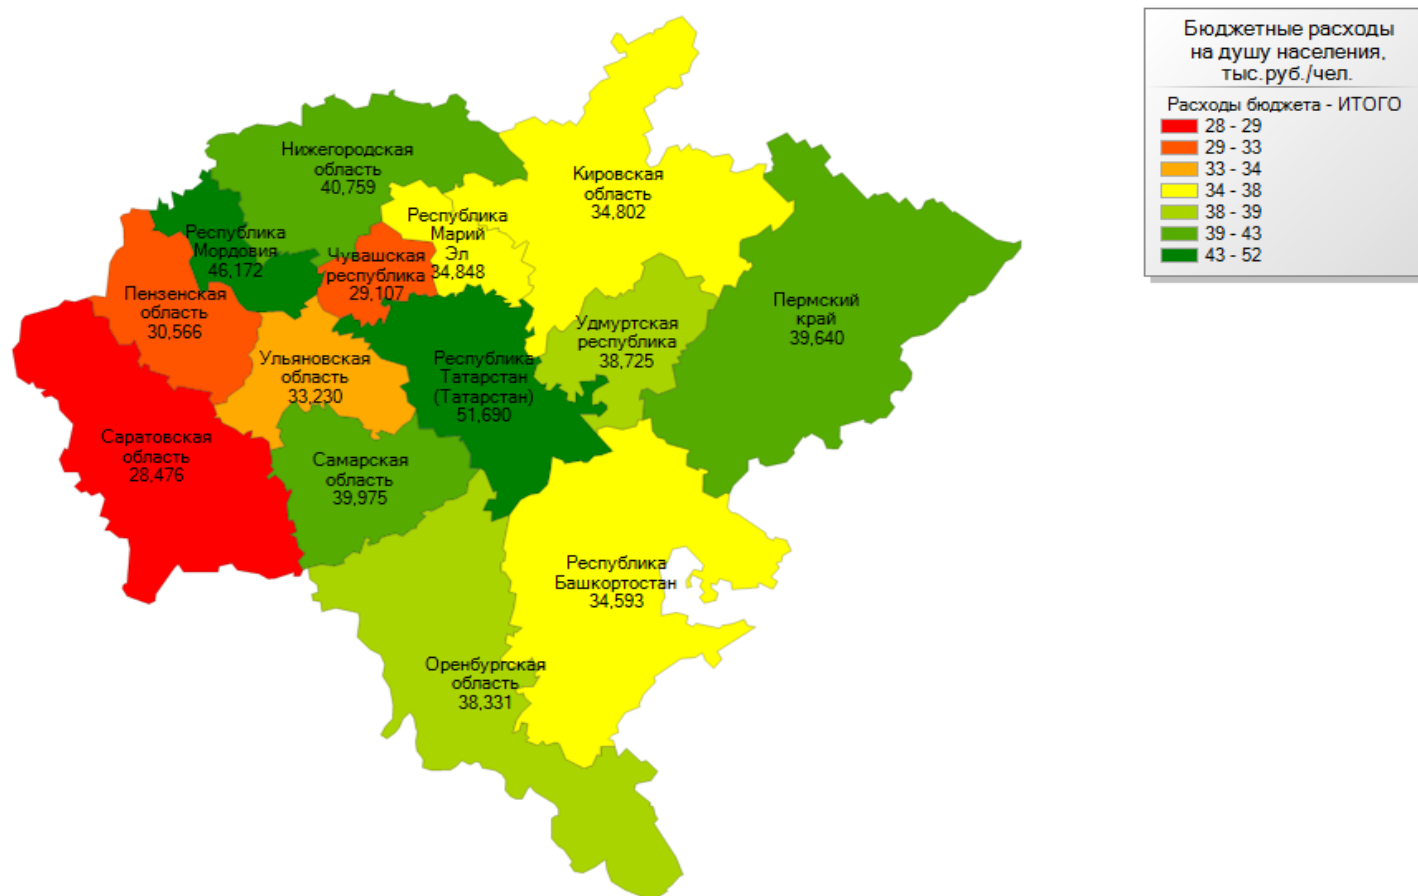 Бюджетные расходы
на душу населения,
тыс.руб./чел.
Расходы бюджета - ИТОГО
28 - 29
29 - 33
33 - 34
34 - 38
38 - 39
39 - 43
43 - 52
Нижегородская
область
40,759
Кировская
область
34,802
Республика
Марий
Эл
34,848
Республика
Мордовия
46,172
Чувашская
республика
29,107
Пензенская
область
30,566
Пермский
край
39,640
Удмуртская
республика
38,725
Ульяновская
область
33,230
Республика
Татарстан
(Татарстан)
51,690
Саратовская
область
28,476
Самарская
область
39,975
Республика
Башкортостан
34,593
Оренбургская
область
38,331